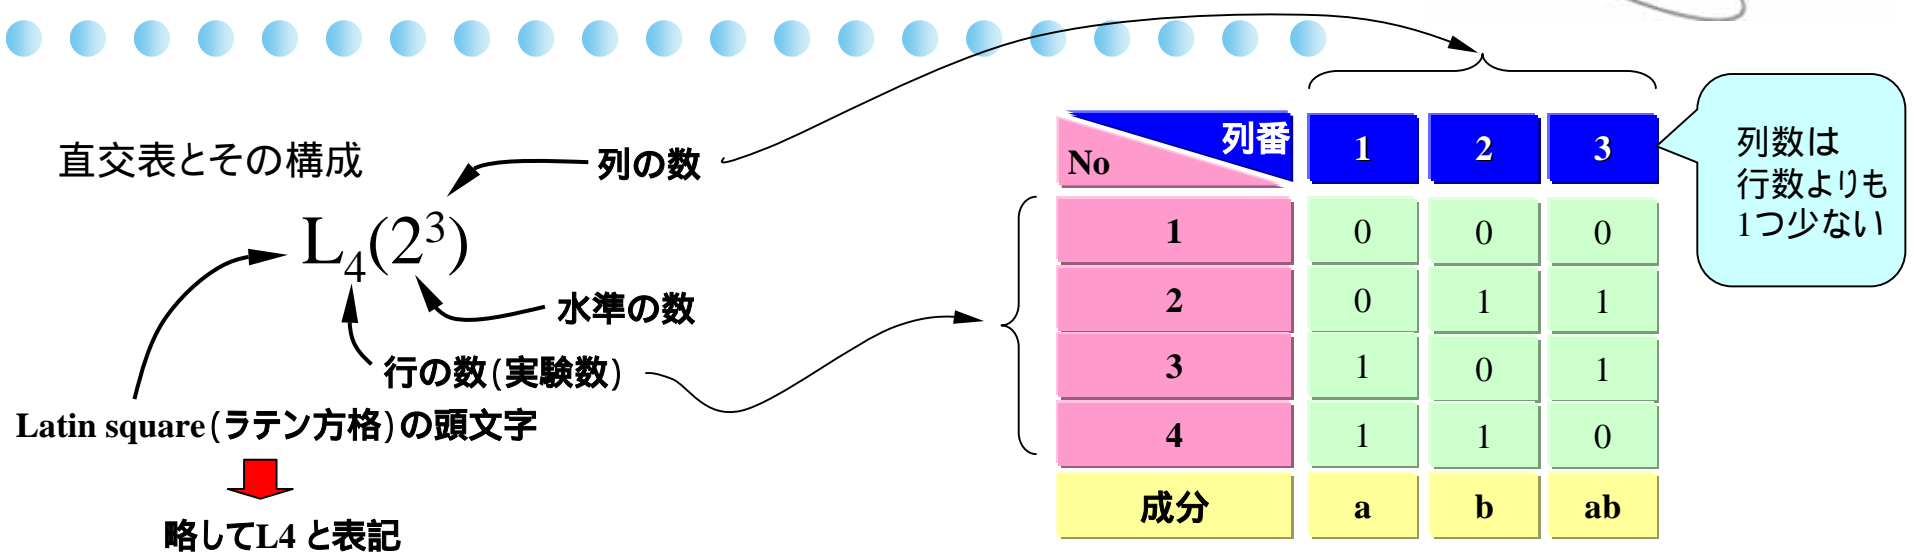 直交表とその構成
列の数
L4(2^3)
水準の数
行の数(実験数)
Latin square(ラテン方格)の頭文字
略してL4 と表記
No 列番 1 2 3
1 0 0 0
2 0 1 1
3 1 0 1
4 1 1 0
成分 a b ab
列数は
行数よりも
1つ少ない